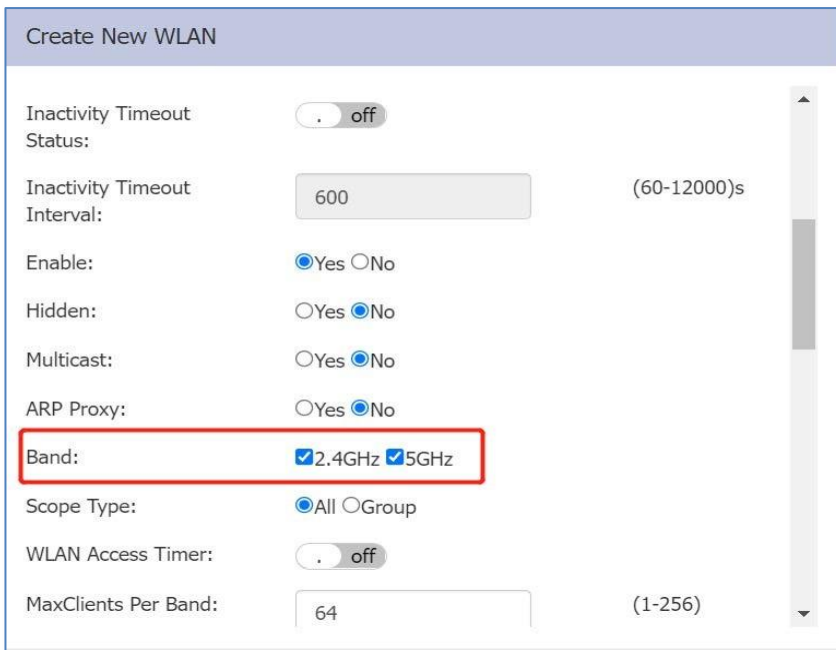 Create New WLAN
Inactivity Timeout
Status:
. off
Inactivity Timeout
Interval:
600
(60-12000)s
Enable:
Yes No
Hidden:
Yes No
Multicast:
Yes No
ARP Proxy:
Yes No
Band:
2.4GHz 5GHz
Scope Type:
All Group
WLAN Access Timer:
. off
MaxClients Per Band:
64
(1-256)